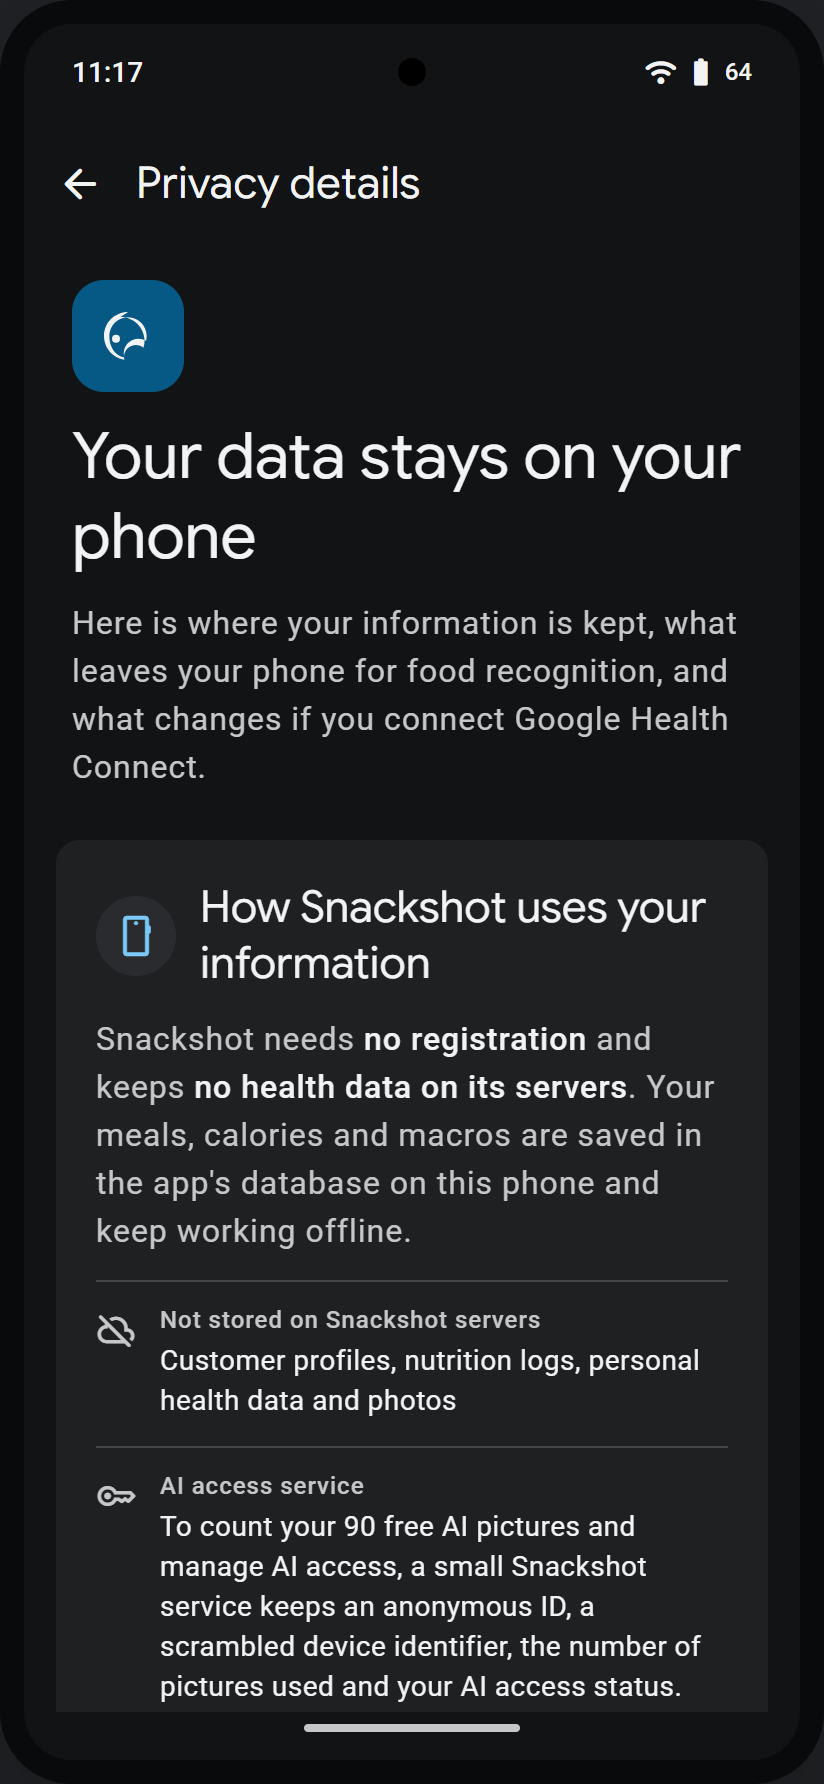 11:17
64
Privacy details
Your data stays on your
phone
Here is where your information is kept, what
leaves your phone for food recognition, and
what changes if you connect Google Health
Connect.
How Snackshot uses your
information
Snackshot needs no registration and
keeps no health data on its servers. Your
meals, calories and macros are saved in
the app's database on this phone and
keep working offline.
Not stored on Snackshot servers
Customer profiles, nutrition logs, personal
health data and photos
AI access service
To count your 90 free AI pictures and
manage AI access, a small Snackshot
service keeps an anonymous ID, a
scrambled device identifier, the number of
pictures used and your AI access status.